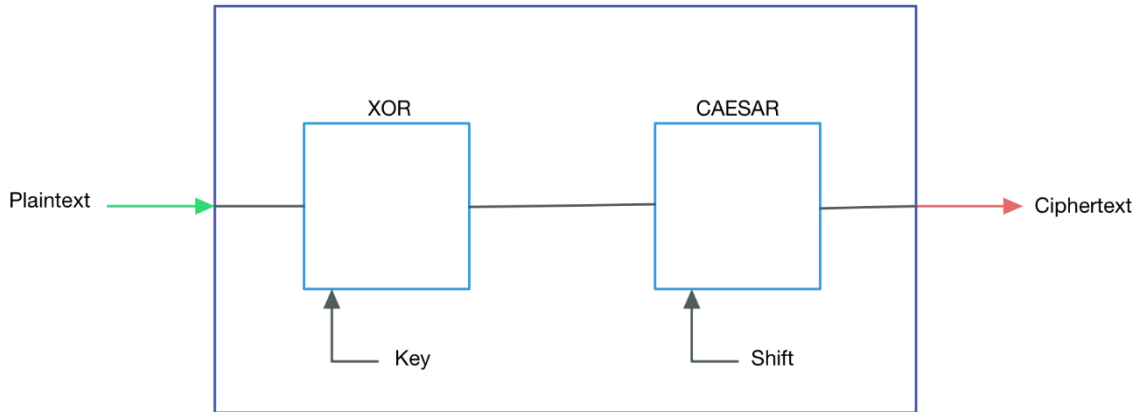 XOR
CAESAR
Plaintext
Ciphertext
Key
Shift